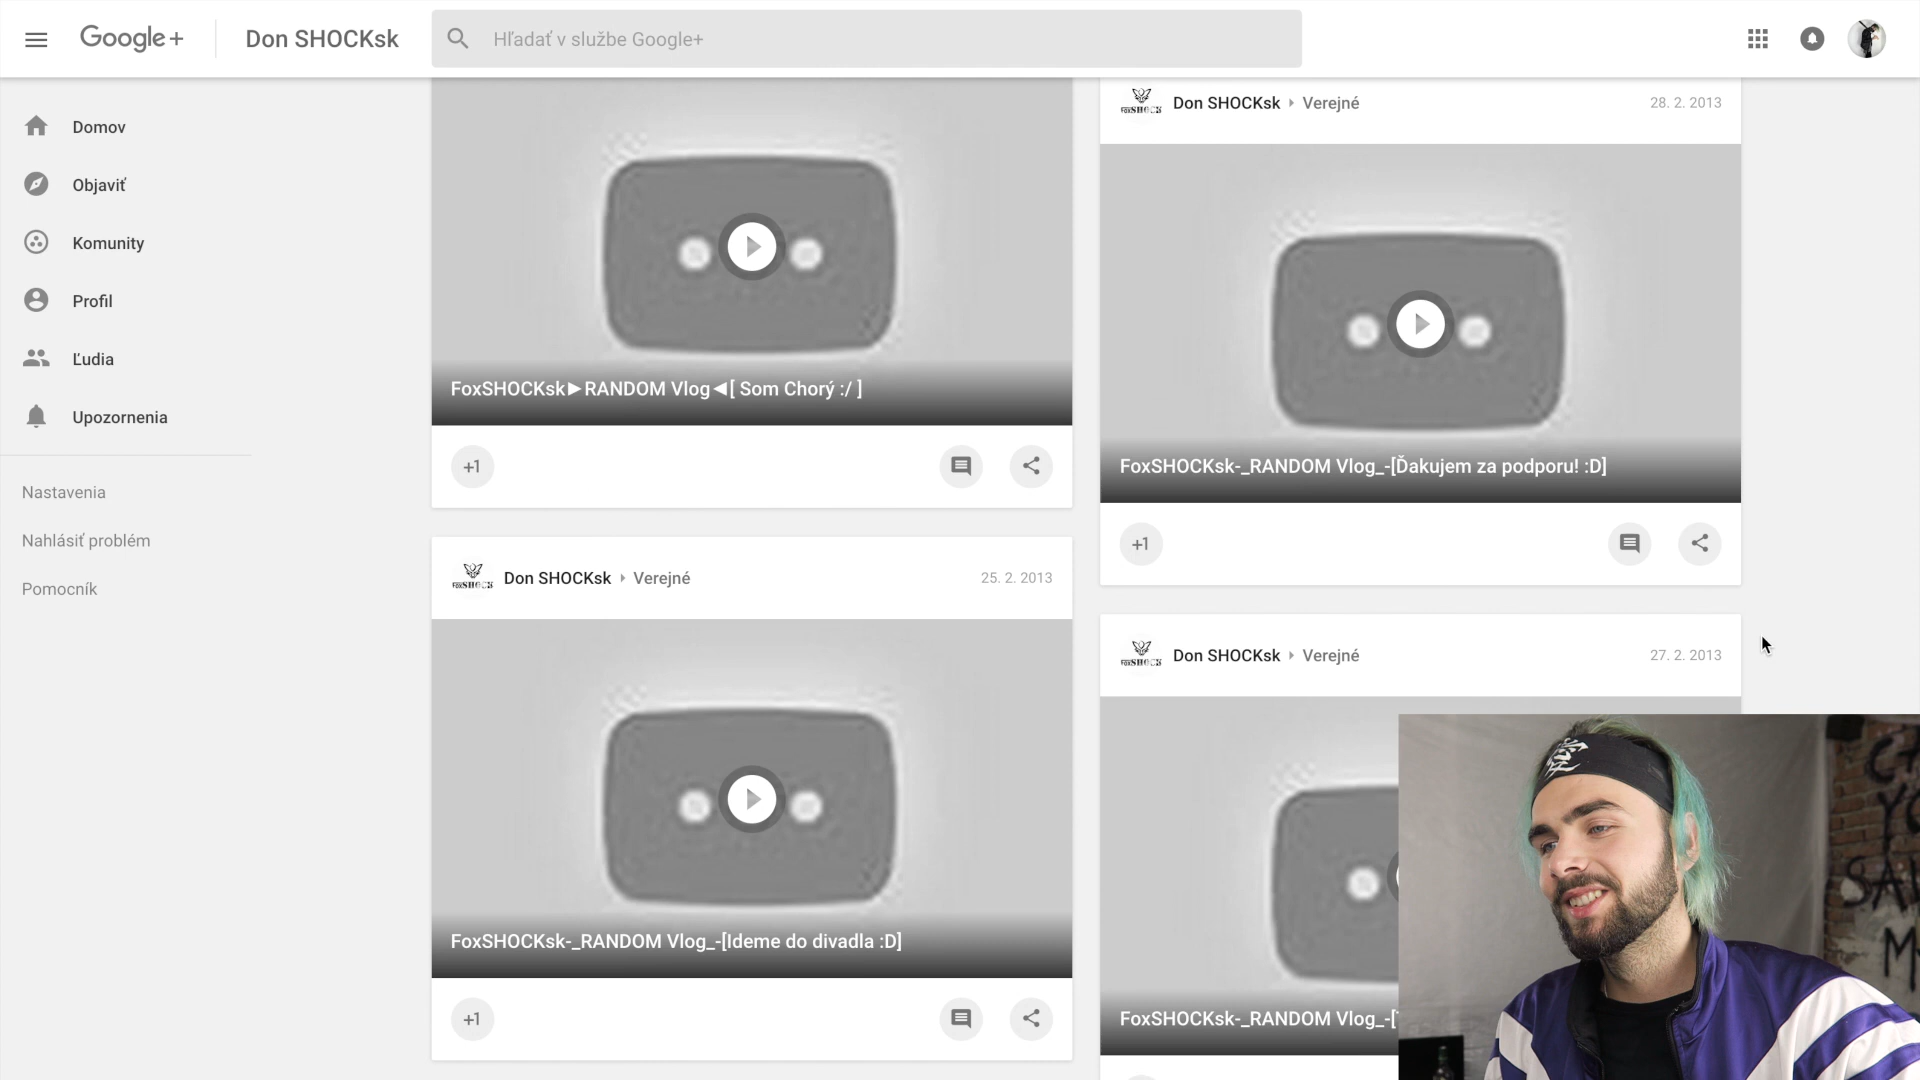 Google+
Don SHOCKsk
Hľadať v službe Google+
Domov
Objaviť
Komunity
Profil
Ľudia
Upozornenia
Nastavenia
Nahlásiť problém
Pomocník
FoxSHOCKsk►RANDOM Vlog◄[ Som Chorý :/ ]
+1
Don SHOCKsk ▸ Verejné
25. 2. 2013
FoxSHOCKsk-_RANDOM Vlog_-[Ideme do divadla :D]
+1
FoxSHOCK
Don SHOCKsk ▸ Verejné
28. 2. 2013
FoxSHOCKsk-_RANDOM Vlog_-[Ďakujem za podporu! :D]
+1
FoxSHOCK
Don SHOCKsk ▸ Verejné
27. 2. 2013
FoxSHOCKsk-_RANDOM Vlog_-[